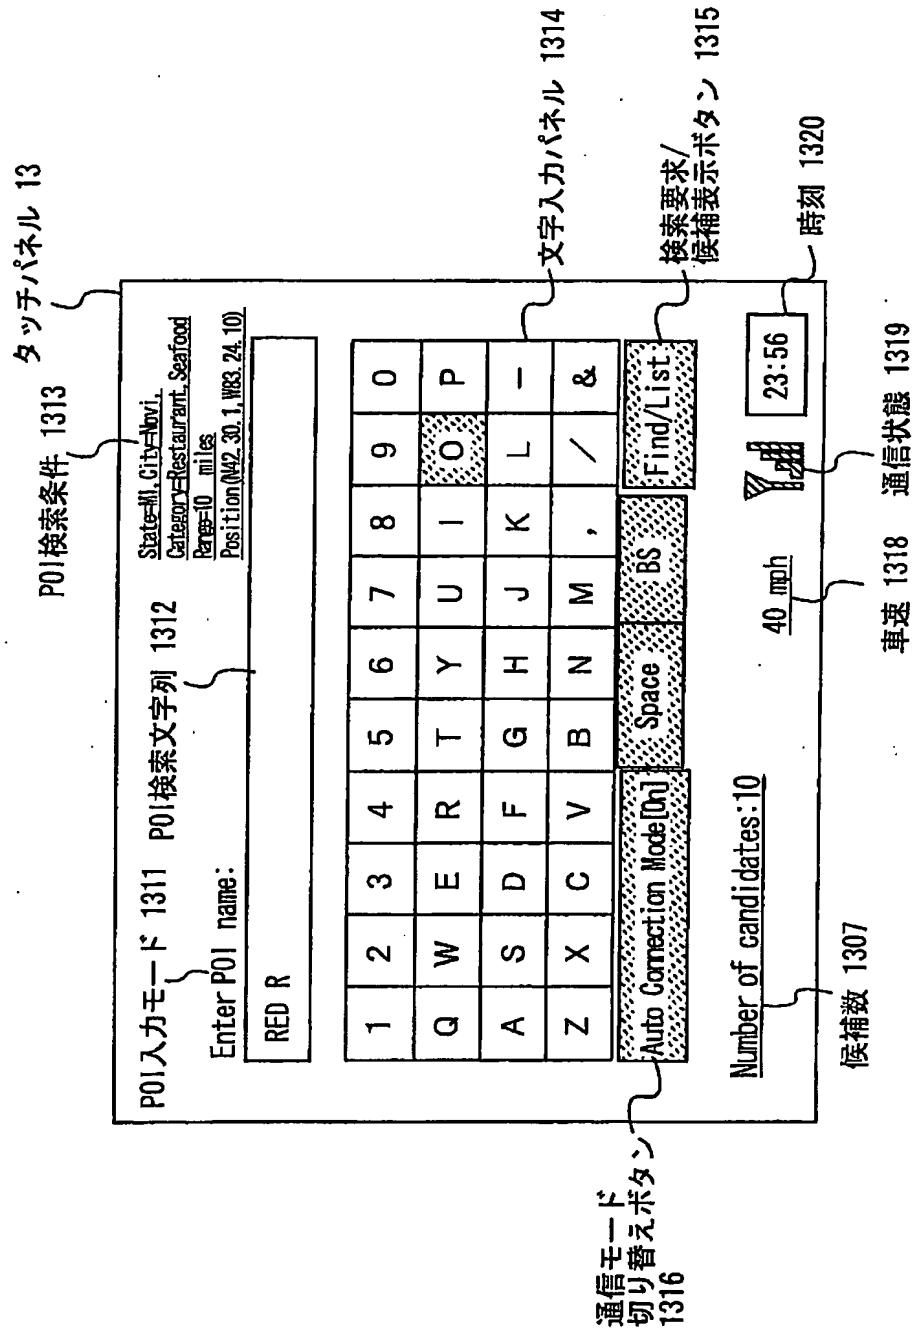 タッチパネル 13
POI検索条件 1313
POI入力モード 1311
POI検索文字列 1312
State=MI,City=Novi,
Category=Restaurant,Seafood
Range=10 miles
Position(N42.30.1,W83.24.10)
Enter POI name:
RED R
1 2 3 4 5 6 7 8 9 0
Q W E R T Y U I O P
A S D F G H J K L －
Z X C V B N M , / &
文字入力パネル 1314
Auto Connection Mode[On]
Space
BS
Find/List
検索要求/
候補表示ボタン 1315
通信モード
切り替えボタン
1316
Number of candidates:10
40 mph
23:56
時刻 1320
候補数 1307
車速 1318
通信状態 1319